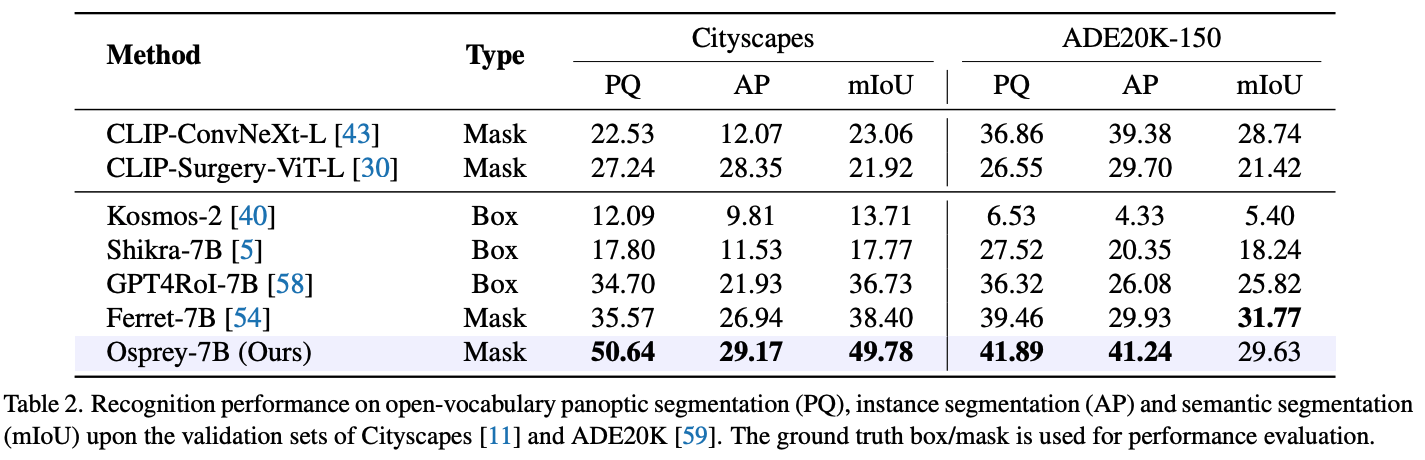 Method Type Cityscapes ADE20K-150
PQ AP mIoU PQ AP mIoU
CLIP-ConvNeXt-L [43] Mask 22.53 12.07 23.06 36.86 39.38 28.74
CLIP-Surgery-ViT-L [30] Mask 27.24 28.35 21.92 26.55 29.70 21.42
Kosmos-2 [40] Box 12.09 9.81 13.71 6.53 4.33 5.40
Shikra-7B [5] Box 17.80 11.53 17.77 27.52 20.35 18.24
GPT4RoI-7B [58] Box 34.70 21.93 36.73 36.32 26.08 25.82
Ferret-7B [54] Mask 35.57 26.94 38.40 39.46 29.93 31.77
Osprey-7B (Ours) Mask 50.64 29.17 49.78 41.89 41.24 29.63
Table 2. Recognition performance on open-vocabulary panoptic segmentation (PQ), instance segmentation (AP) and semantic segmentation
(mIoU) upon the validation sets of Cityscapes [11] and ADE20K [59]. The ground truth box/mask is used for performance evaluation.